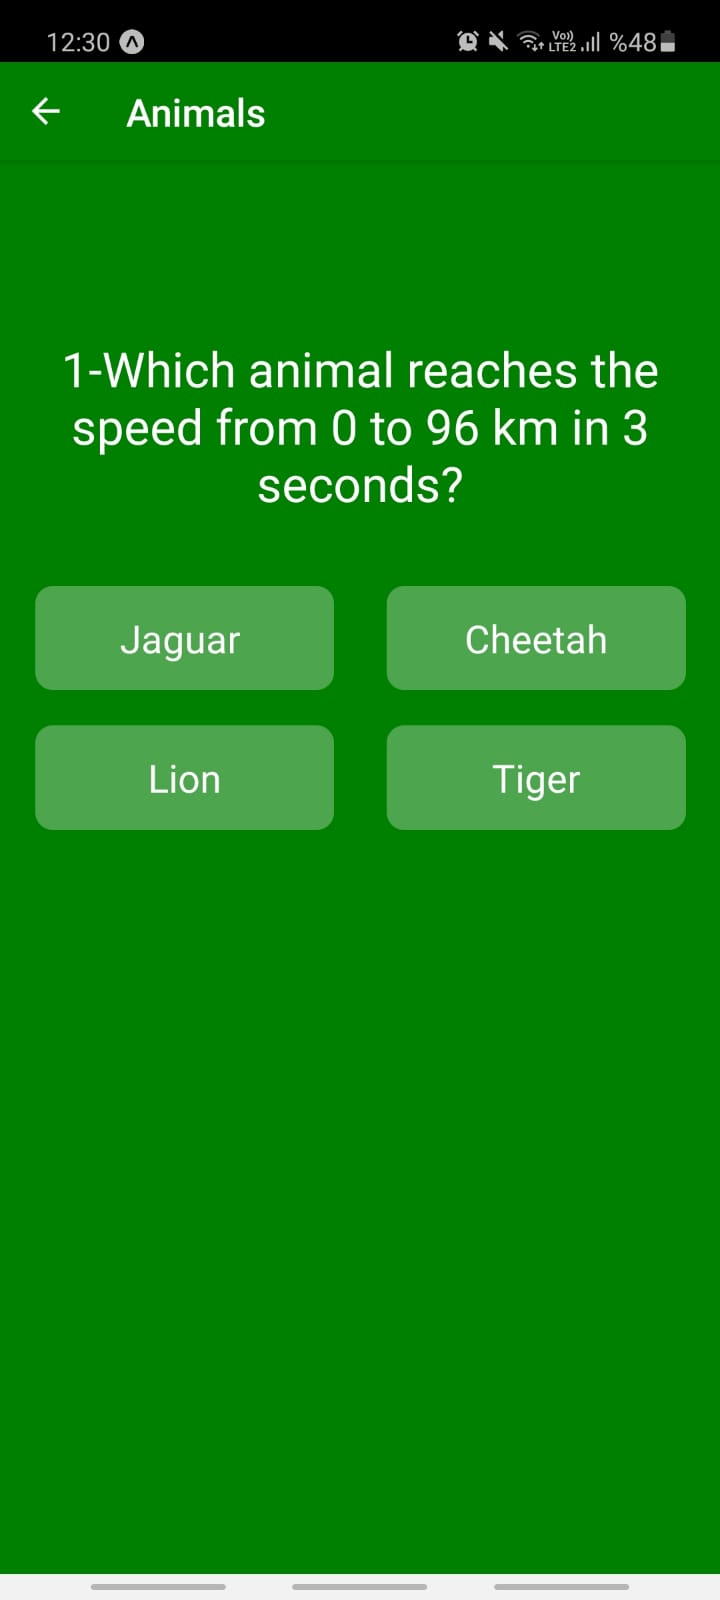 12:30 Vo)) LTE2 %48
Animals
1-Which animal reaches the
speed from 0 to 96 km in 3
seconds?
Jaguar Cheetah
Lion Tiger